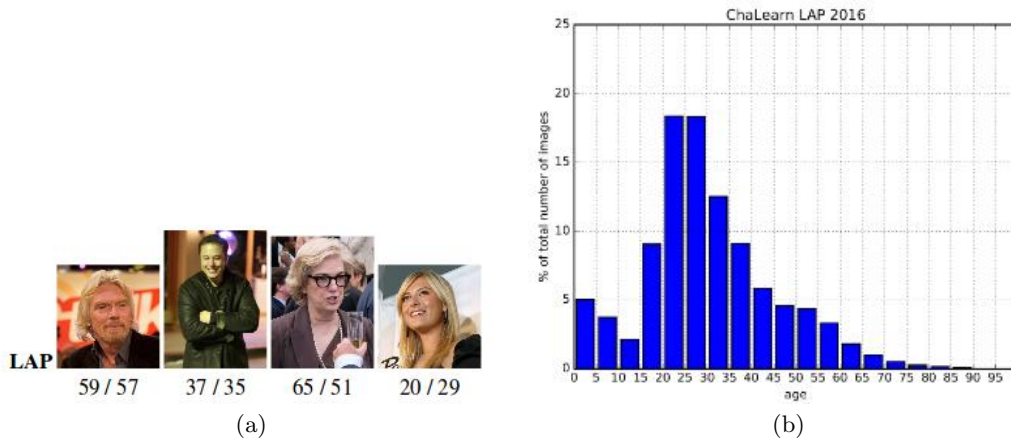 LAP
59 / 57
37 / 35
65 / 51
20 / 29
(a)
ChaLearn LAP 2016
% of total number of images
25
20
15
10
5
0
0 5 10 15 20 25 30 35 40 45 50 55 60 65 70 75 80 85 90 95
age
(b)